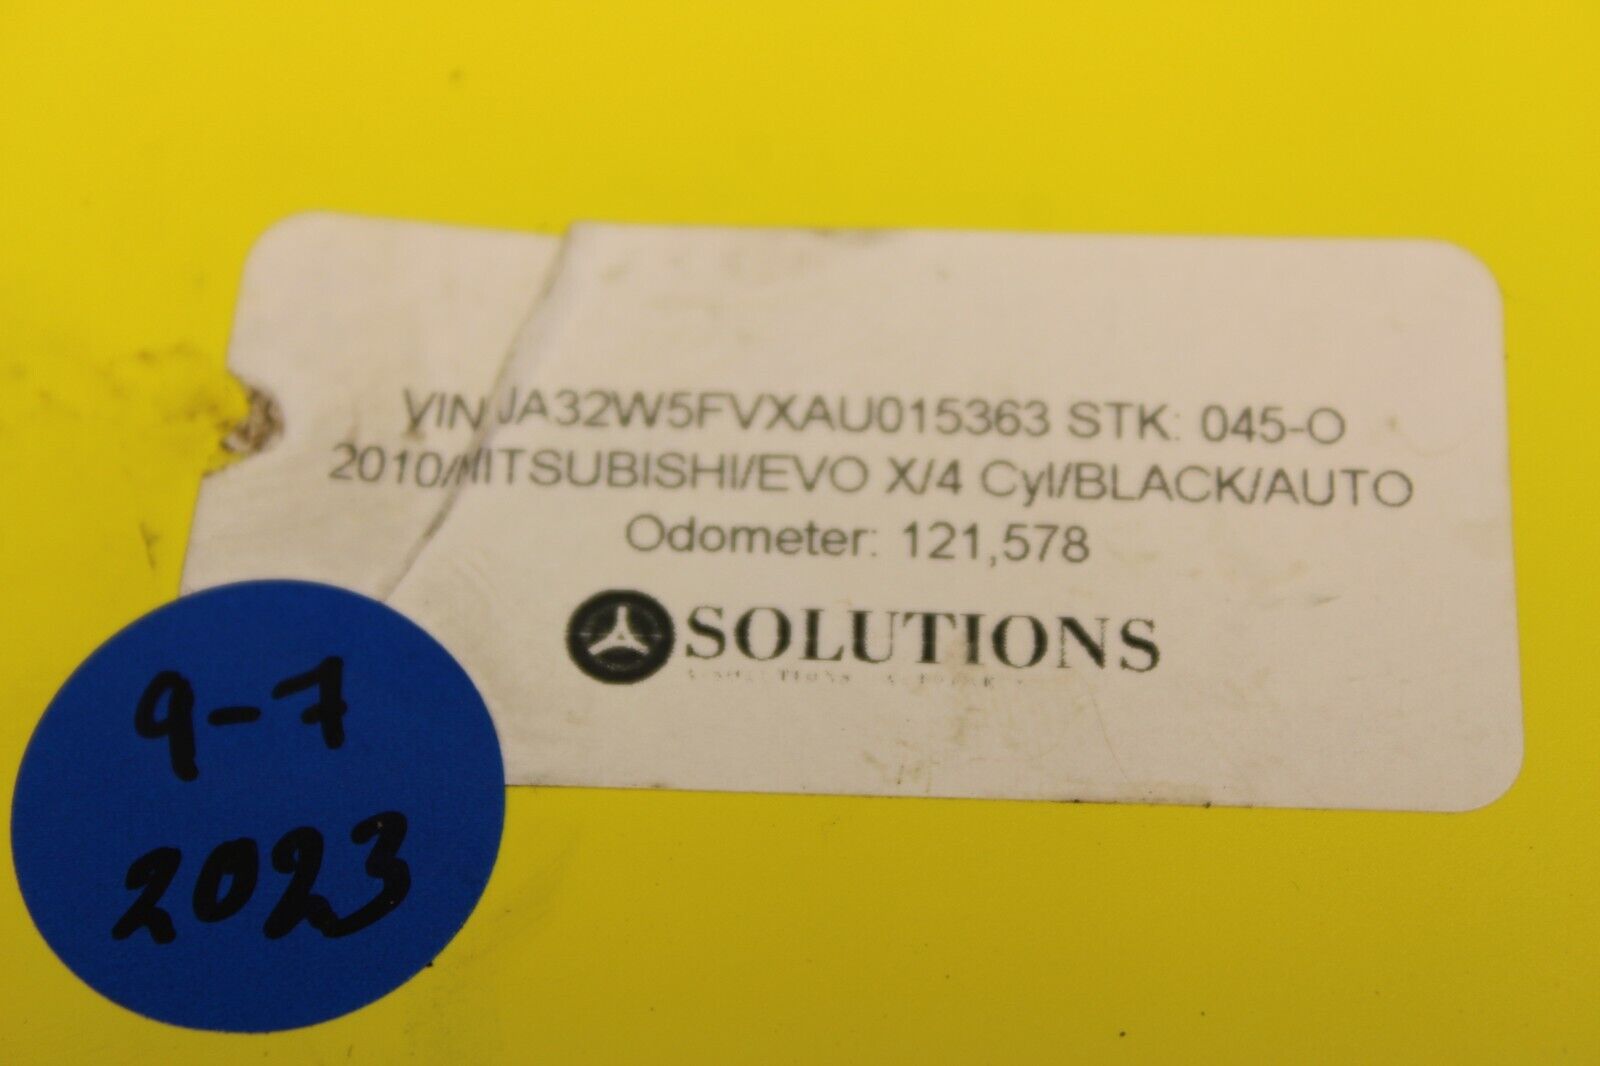 VIN JA32W5FVXAU015363 STK: 045-O
2010/MITSUBISHI/EVO X/4 Cyl/BLACK/AUTO
Odometer: 121,578
SOLUTIONS
9-7
2023